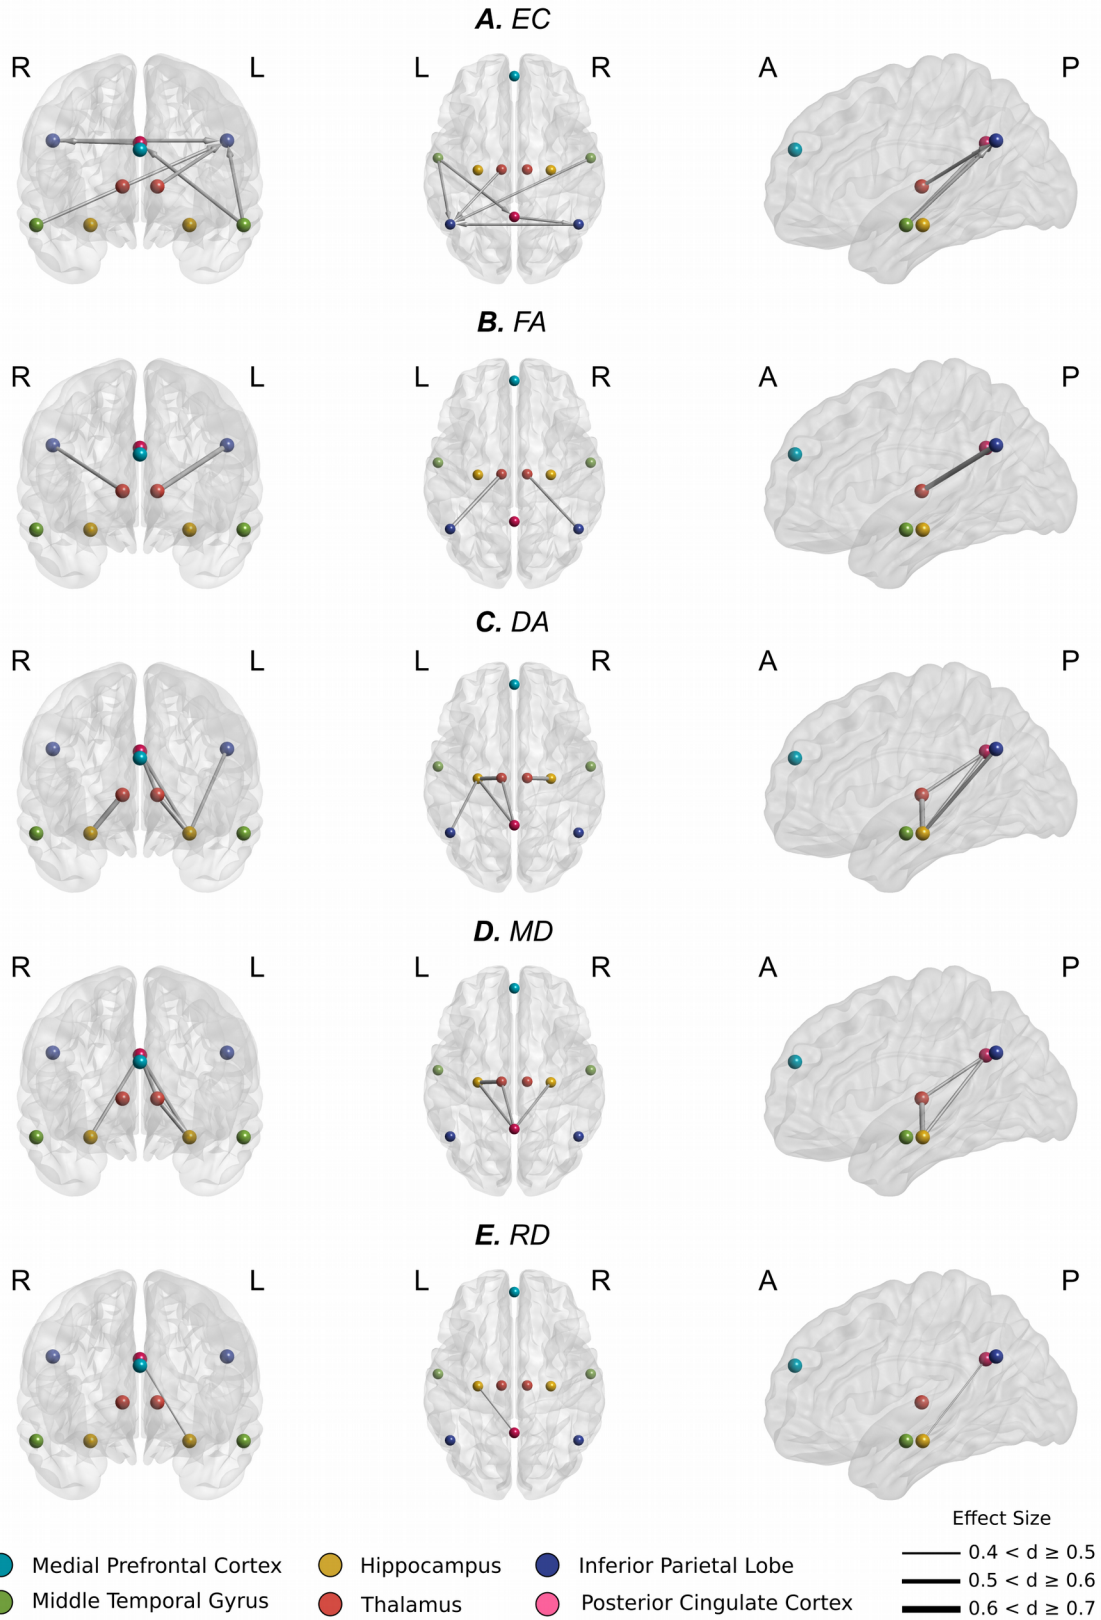 A. EC
R L L R A P
B. FA
R L L R A P
C. DA
R L L R A P
D. MD
R L L R A P
E. RD
R L L R A P
Effect Size
Medial Prefrontal Cortex Hippocampus Inferior Parietal Lobe 0.4 < d ≥ 0.5
0.5 < d ≥ 0.6
Middle Temporal Gyrus Thalamus Posterior Cingulate Cortex 0.6 < d ≥ 0.7